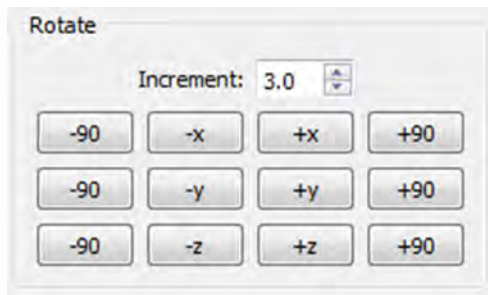 Rotate
Increment: 3.0
-90 -x +x +90
-90 -y +y +90
-90 -z +z +90